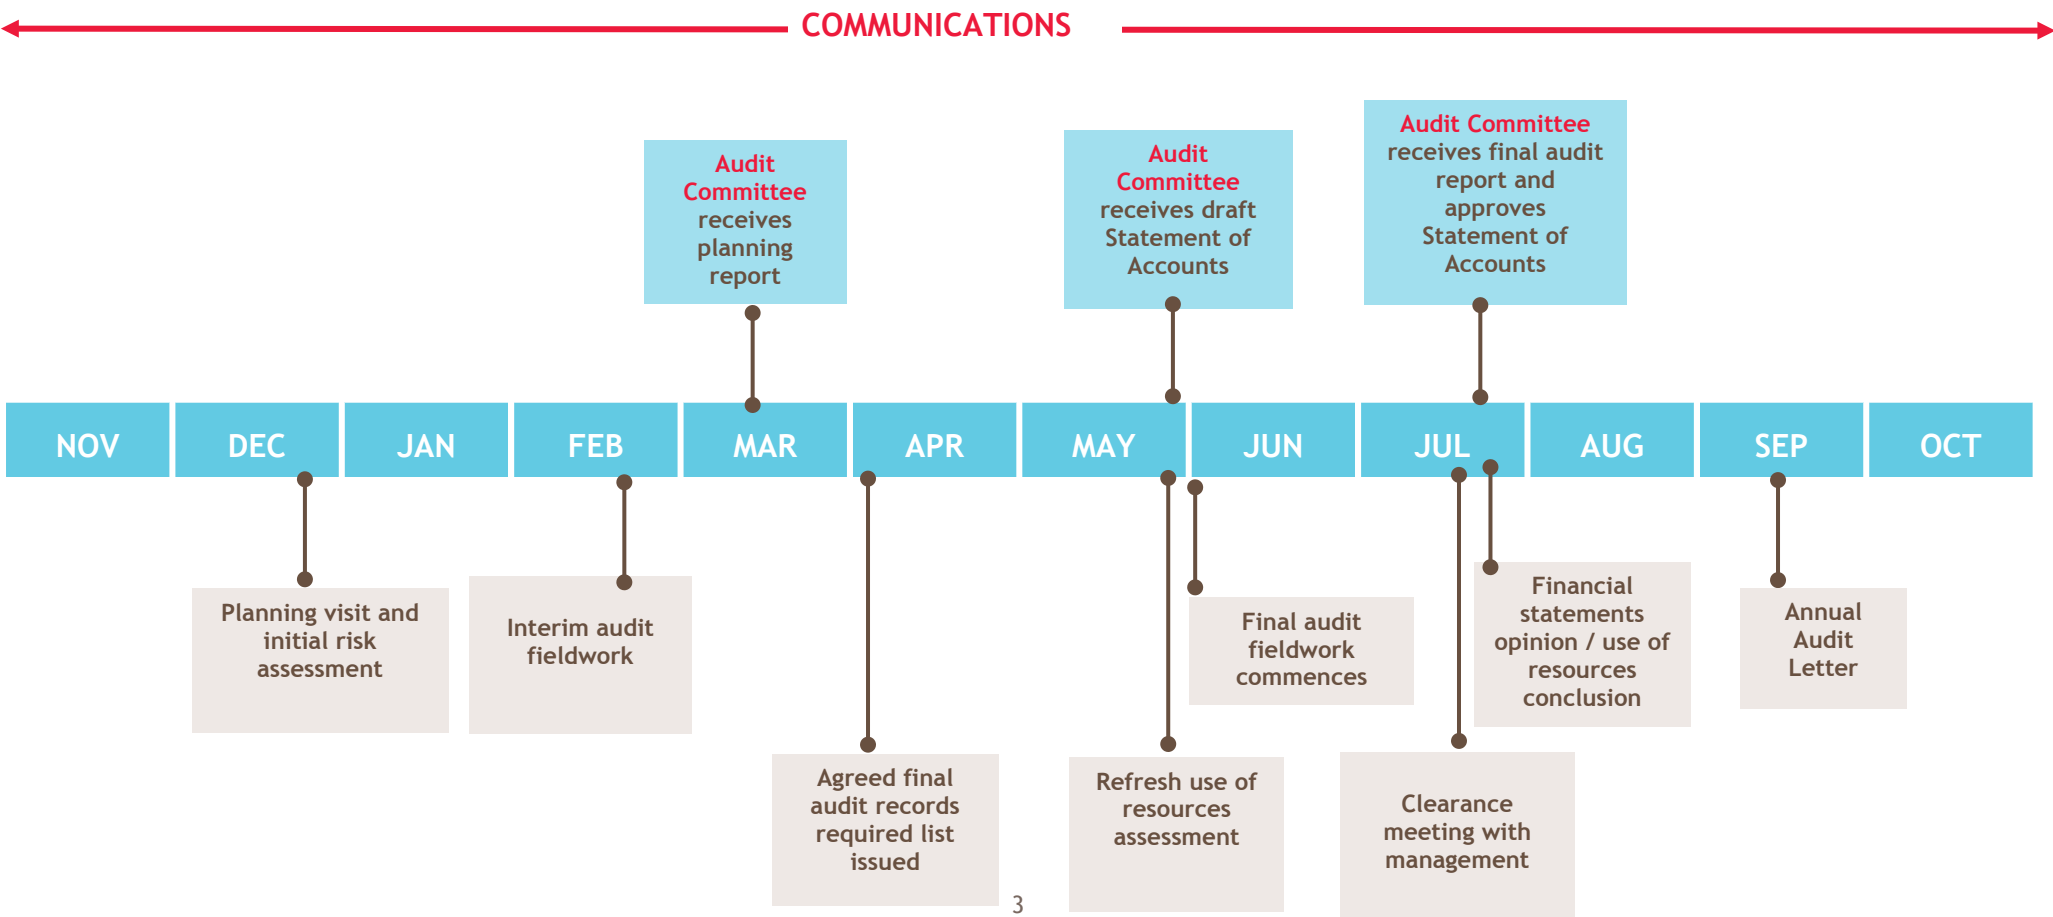 COMMUNICATIONS
Audit
Committee
receives
planning
report
Audit
Committee
receives draft
Statement of
Accounts
Audit Committee
receives final audit
report and
approves
Statement of
Accounts
NOV
DEC
JAN
FEB
MAR
APR
MAY
JUN
JUL
AUG
SEP
OCT
Planning visit and
initial risk
assessment
Interim audit
fieldwork
Agreed final
audit records
required list
issued
Refresh use of
resources
assessment
Final audit
fieldwork
commences
Clearance
meeting with
management
Financial
statements
opinion / use of
resources
conclusion
Annual
Audit
Letter
3